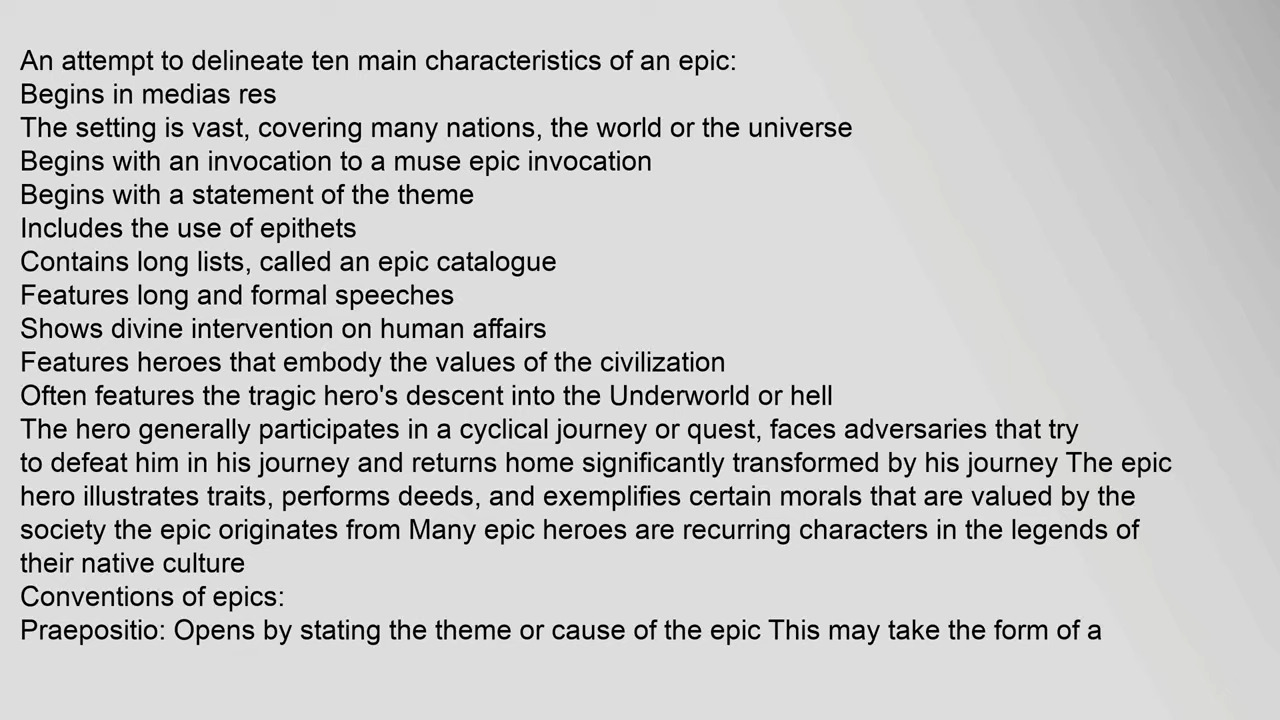 An attempt to delineate ten main characteristics of an epic:
Begins in medias res
The setting is vast, covering many nations, the world or the universe
Begins with an invocation to a muse epic invocation
Begins with a statement of the theme
Includes the use of epithets
Contains long lists, called an epic catalogue
Features long and formal speeches
Shows divine intervention on human affairs
Features heroes that embody the values of the civilization
Often features the tragic hero's descent into the Underworld or hell
The hero generally participates in a cyclical journey or quest, faces adversaries that try
to defeat him in his journey and returns home significantly transformed by his journey The epic
hero illustrates traits, performs deeds, and exemplifies certain morals that are valued by the
society the epic originates from Many epic heroes are recurring characters in the legends of
their native culture
Conventions of epics:
Praepositio: Opens by stating the theme or cause of the epic This may take the form of a